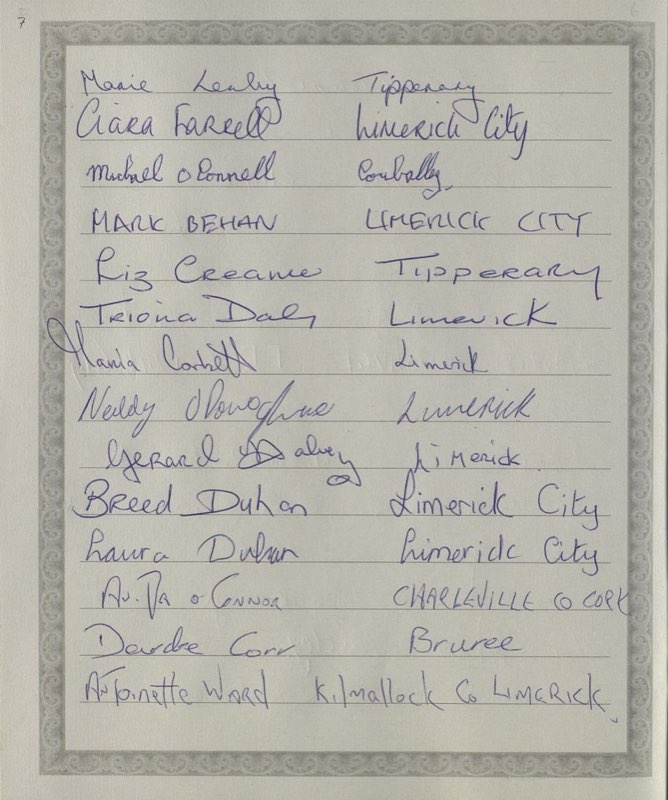 7
Marie Leahy Tipperary
Ciara Farrell Limerick City
Michael O Connell Corbally
MARK BEHAN LIMERICK CITY
Liz Creame Tipperary
Triona Daly Limerick
Maria Corbett Limerick
Neddy O'Donoghue Limerick
Gerard Limerick
Breed Duhan Limerick City
Laura Duhan Limerick City
O'Connor CHARLEVILLE CO CORK
Deirdre Corr Bruree
Antoinette Ward Kilmallock Co Limerick